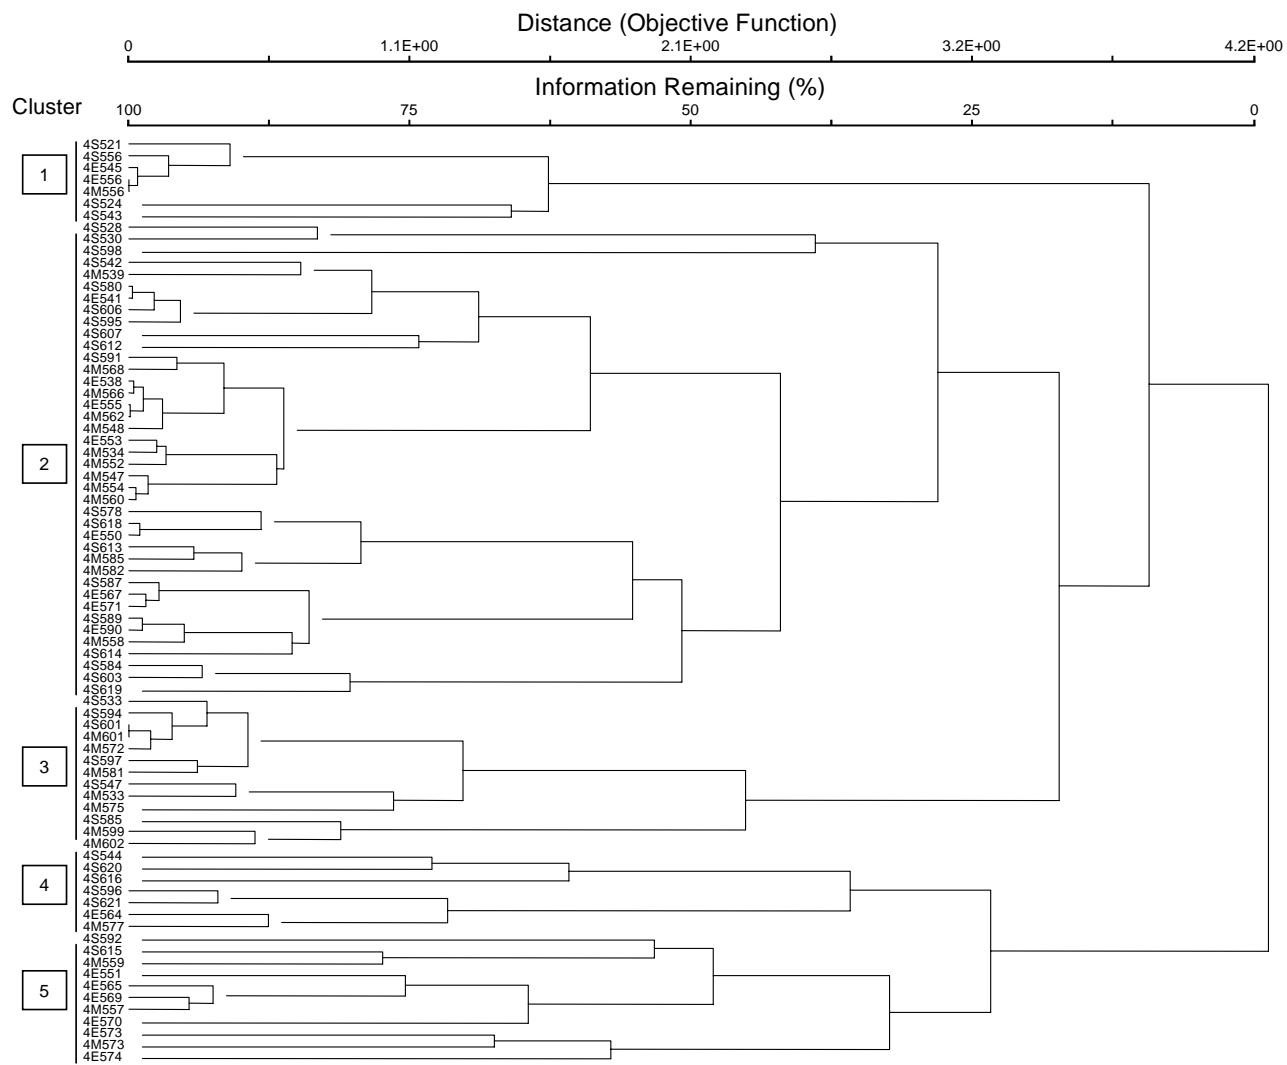 Distance (Objective Function)
0 1.1E+00 2.1E+00 3.2E+00 4.2E+00
Information Remaining (%)
Cluster 100 75 50 25 0
4S521
4S556
4E545
1 4E556
4M556
4S524
4S543
4S528
4S530
4S598
4S542
4M539
4S580
4E541
4S606
4S595
4S607
4S612
4S591
4M568
4E538
4M566
4E555
4M562
4M548
4E553
4M534
2 4M552
4M547
4M554
4M560
4S578
4S618
4E550
4S613
4M585
4M582
4S587
4E567
4E571
4S589
4E590
4M558
4S614
4S584
4S603
4S619
4S533
4S594
4S601
4M601
4M572
3 4S597
4M581
4S547
4M533
4M575
4S585
4M599
4M602
4S544
4S620
4 4S616
4S596
4S621
4E564
4M577
4S592
4S615
4M559
4E551
5 4E565
4E569
4M557
4E570
4E573
4M573
4E574